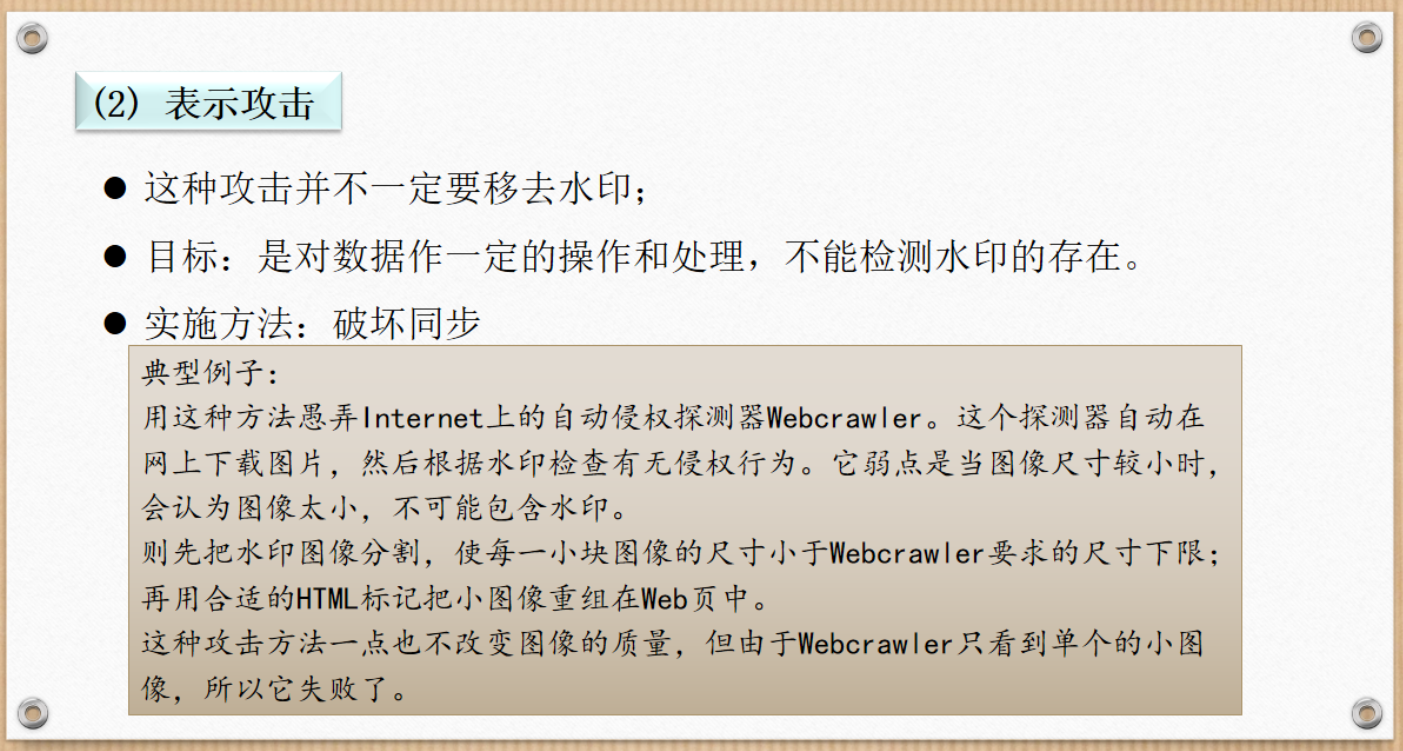 (2) 表示攻击
● 这种攻击并不一定要移去水印；
● 目标：是对数据作一定的操作和处理，不能检测水印的存在。
● 实施方法：破坏同步
典型例子：
用这种方法愚弄Internet上的自动侵权探测器Webcrawler。这个探测器自动在
网上下载图片，然后根据水印检查有无侵权行为。它弱点是当图像尺寸较小时，
会认为图像太小，不可能包含水印。
则先把水印图像分割，使每一小块图像的尺寸小于Webcrawler要求的尺寸下限；
再用合适的HTML标记把小图像重组在Web页中。
这种攻击方法一点也不改变图像的质量，但由于Webcrawler只看到单个的小图
像，所以它失败了。